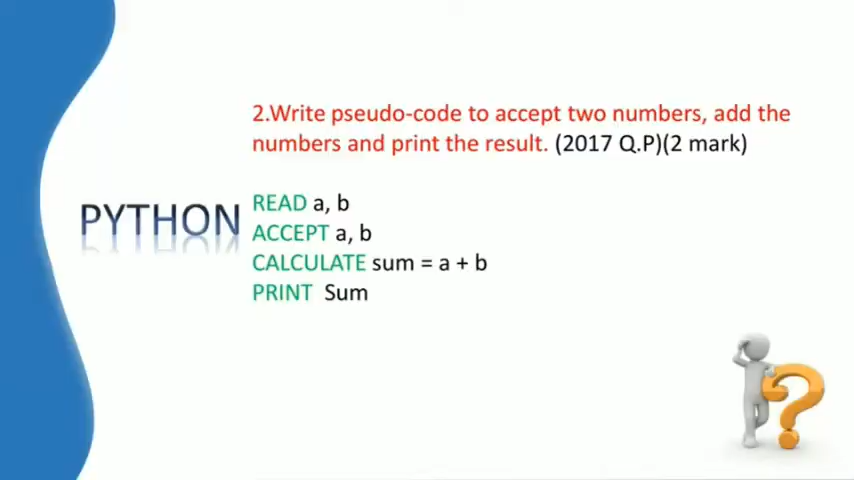 2.Write pseudo-code to accept two numbers, add the
numbers and print the result. (2017 Q.P)(2 mark)
PYTHON
READ a, b
ACCEPT a, b
CALCULATE sum = a + b
PRINT Sum